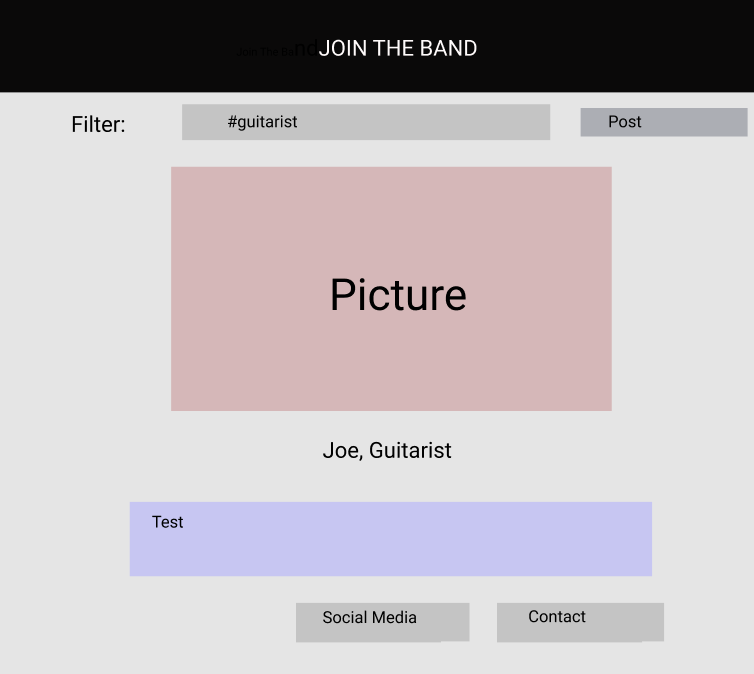 Join The Band JOIN THE BAND
Filter: #guitarist Post
Picture
Joe, Guitarist
Test
Social Media Contact